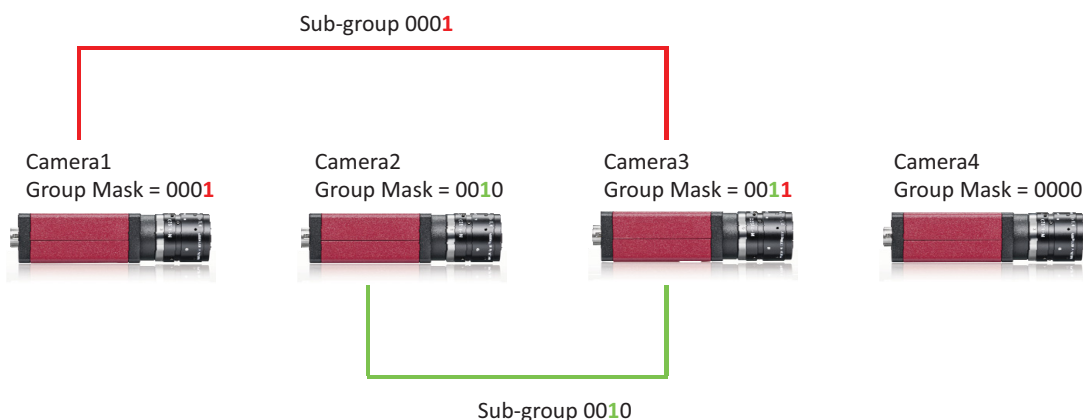 Sub-group 0001
Camera1
Group Mask = 0001
Camera2
Group Mask = 0010
Camera3
Group Mask = 0011
Camera4
Group Mask = 0000
Sub-group 0010